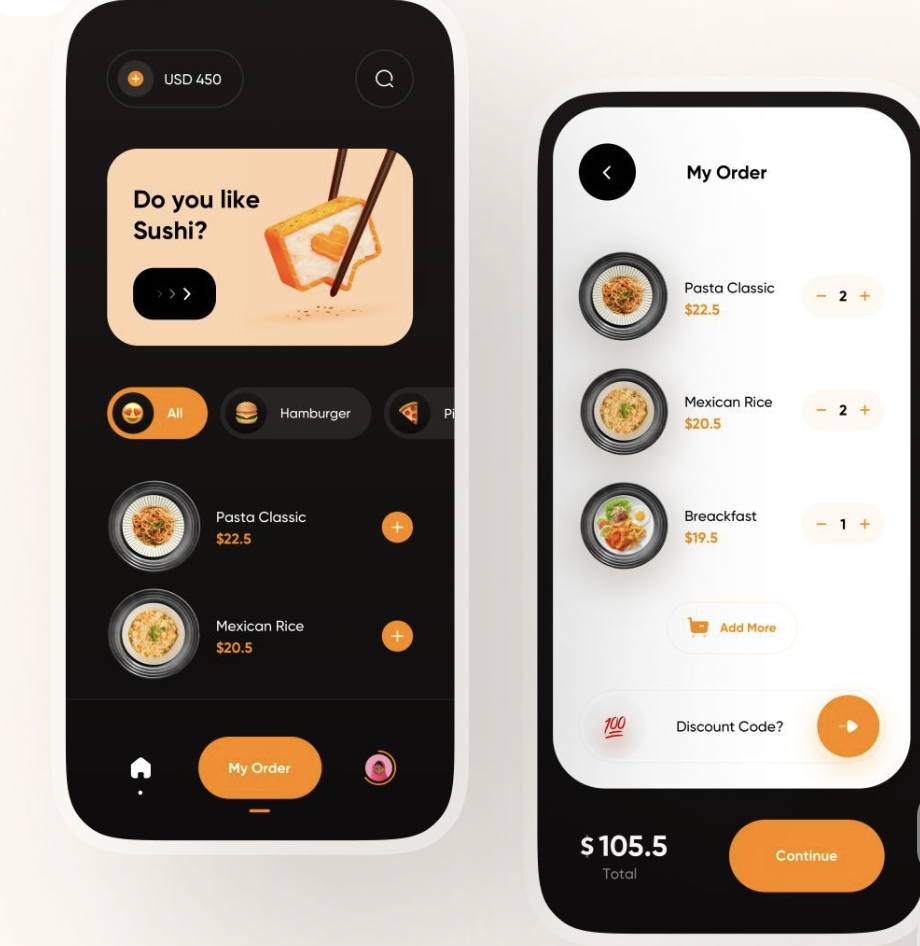 USD 450
Do you like
Sushi?
All
Hamburger
Pi
Pasta Classic
$22.5
Mexican Rice
$20.5
My Order
My Order
Pasta Classic
$22.5
- 2 +
Mexican Rice
$20.5
- 2 +
Breackfast
$19.5
- 1 +
Add More
100
Discount Code?
$105.5
Total
Continue